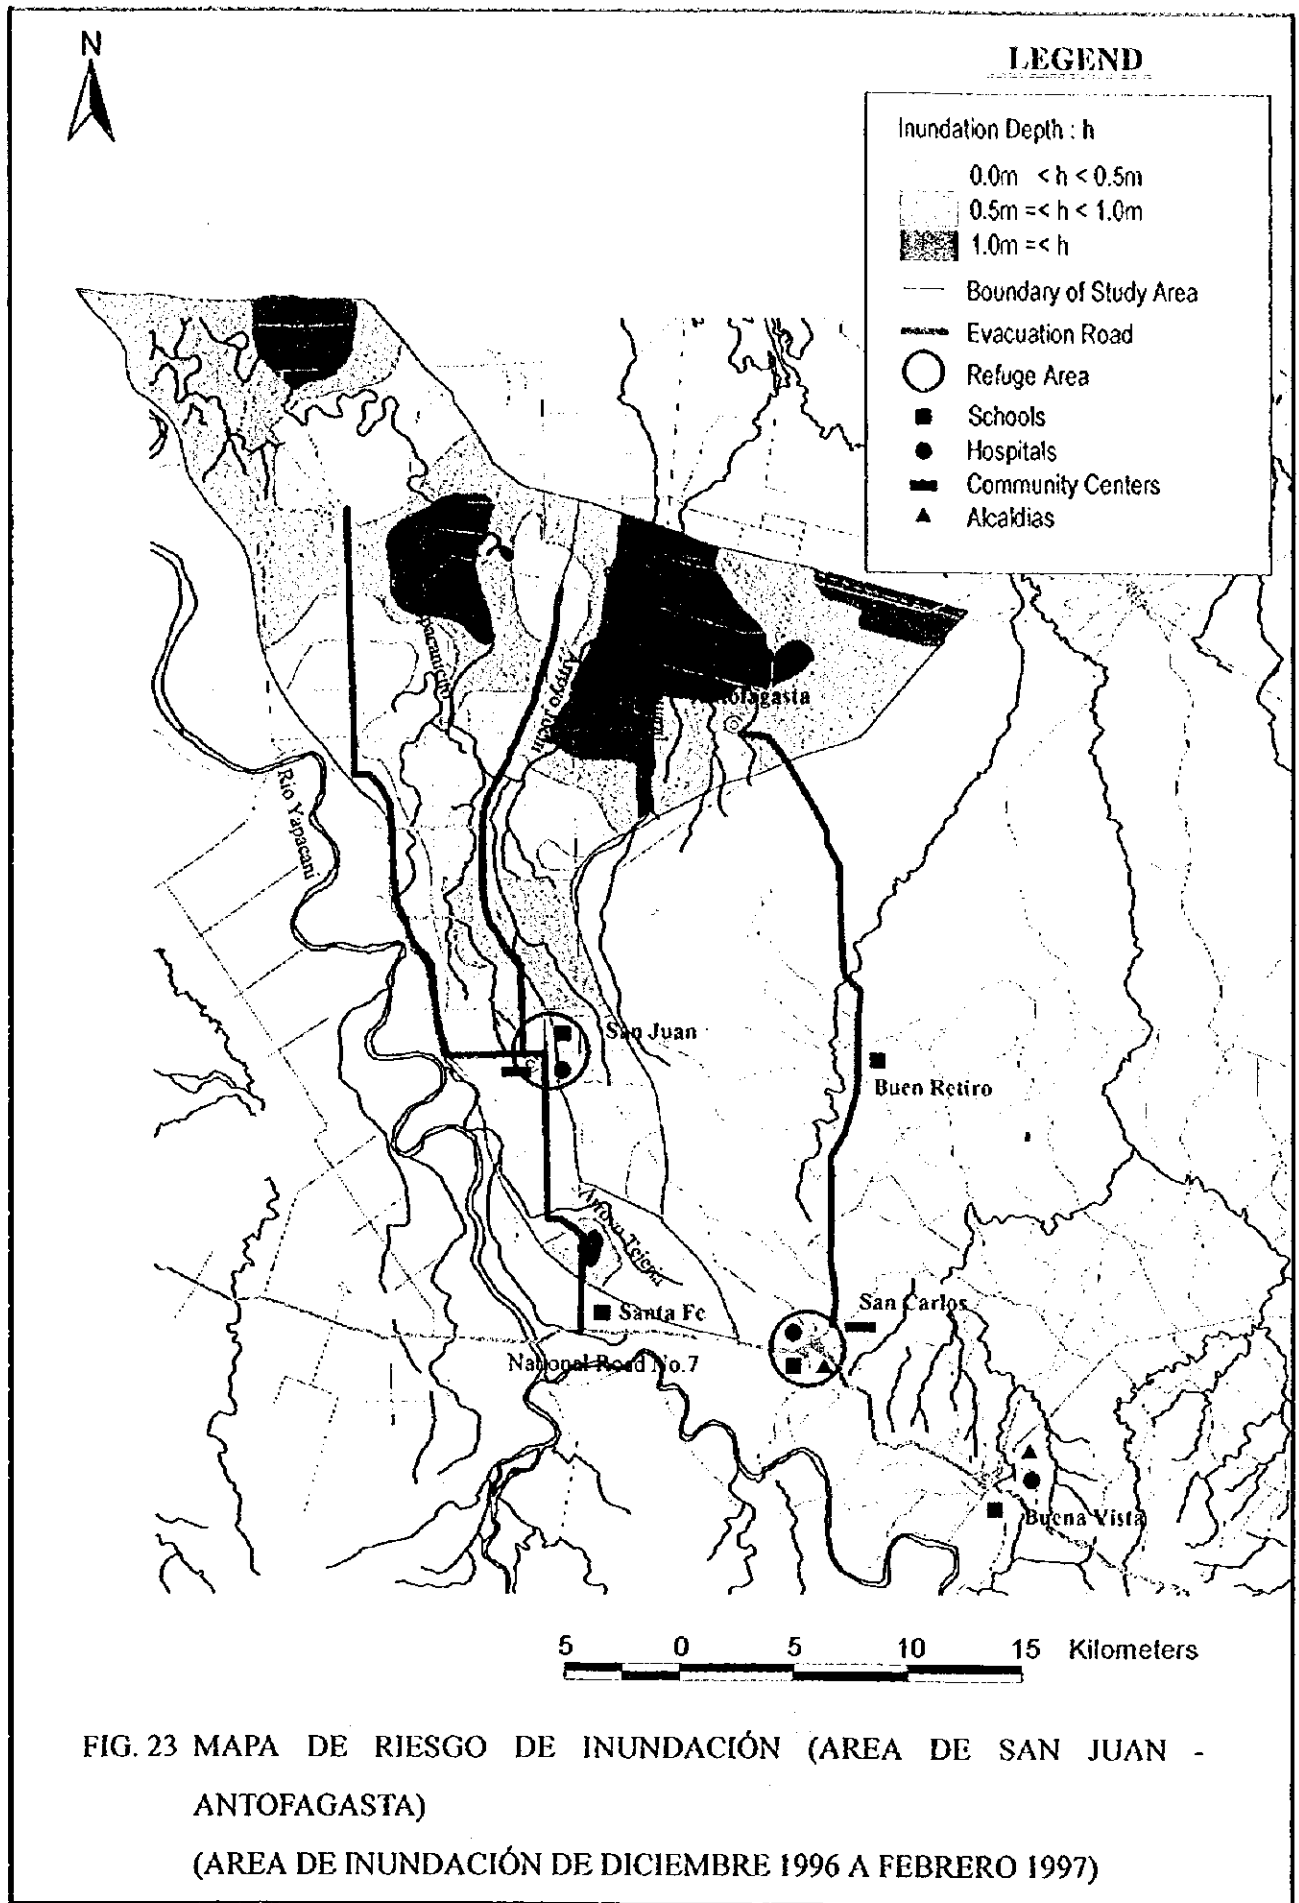 N
LEGEND
Inundation Depth : h
0.0m < h < 0.5m
0.5m =< h < 1.0m
1.0m =< h
Boundary of Study Area
Evacuation Road
Refuge Area
Schools
Hospitals
Community Centers
Alcaldias
Rio Yapacani
San Juan
Buen Retiro
Santa Fe
San Carlos
National Road No.7
Buena Vista
5 0 5 10 15 Kilometers
FIG. 23 MAPA DE RIESGO DE INUNDACIÓN (AREA DE SAN JUAN -
ANTOFAGASTA)
(AREA DE INUNDACIÓN DE DICIEMBRE 1996 A FEBRERO 1997)